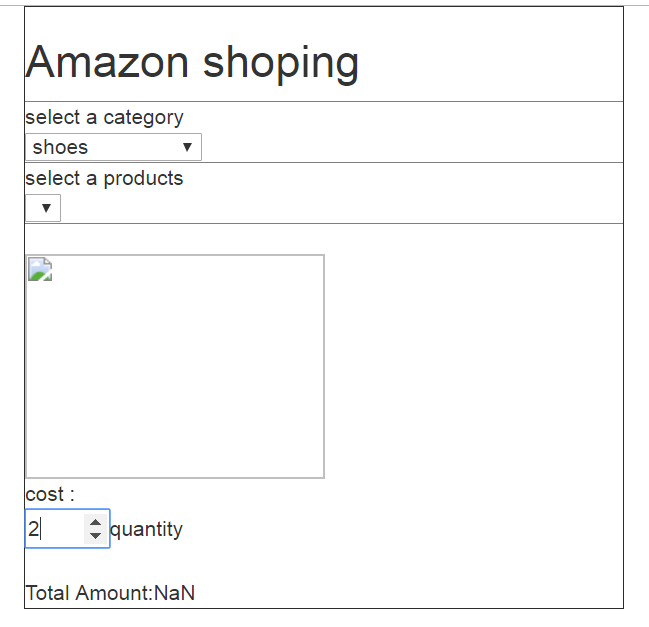 Amazon shoping
select a category
shoes
select a products
cost :
2 quantity
Total Amount:NaN